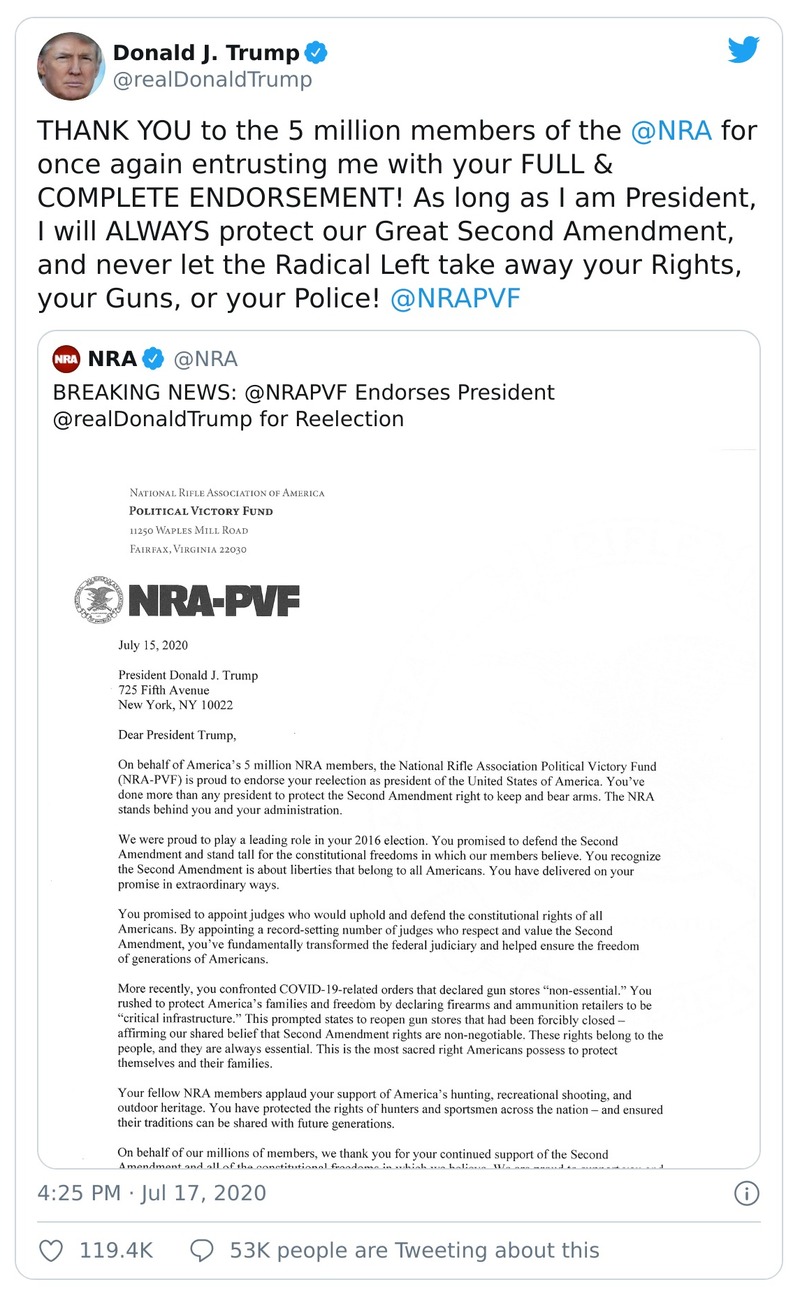 Donald J. Trump
@realDonaldTrump
THANK YOU to the 5 million members of the @NRA for
once again entrusting me with your FULL &
COMPLETE ENDORSEMENT! As long as I am President,
I will ALWAYS protect our Great Second Amendment,
and never let the Radical Left take away your Rights,
your Guns, or your Police! @NRAPVF
NRA NRA @NRA
BREAKING NEWS: @NRAPVF Endorses President
@realDonaldTrump for Reelection
National Rifle Association of America
Political Victory Fund
11250 Waples Mill Road
Fairfax, Virginia 22030
NRA-PVF
July 15, 2020
President Donald J. Trump
725 Fifth Avenue
New York, NY 10022
Dear President Trump,
On behalf of America's 5 million NRA members, the National Rifle Association Political Victory Fund
(NRA-PVF) is proud to endorse your reelection as president of the United States of America. You've
done more than any president to protect the Second Amendment right to keep and bear arms. The NRA
stands behind you and your administration.
We were proud to play a leading role in your 2016 election. You promised to defend the Second
Amendment and stand tall for the constitutional freedoms in which our members believe. You recognize
the Second Amendment is about liberties that belong to all Americans. You have delivered on your
promise in extraordinary ways.
You promised to appoint judges who would uphold and defend the constitutional rights of all
Americans. By appointing a record-setting number of judges who respect and value the Second
Amendment, you've fundamentally transformed the federal judiciary and helped ensure the freedom
of generations of Americans.
More recently, you confronted COVID-19-related orders that declared gun stores "non-essential." You
rushed to protect America's families and freedom by declaring firearms and ammunition retailers to be
"critical infrastructure." This prompted states to reopen gun stores that had been forcibly closed –
affirming our shared belief that Second Amendment rights are non-negotiable. These rights belong to the
people, and they are always essential. This is the most sacred right Americans possess to protect
themselves and their families.
Your fellow NRA members applaud your support of America's hunting, recreational shooting, and
outdoor heritage. You have protected the rights of hunters and sportsmen across the nation – and ensured
their traditions can be shared with future generations.
On behalf of our millions of members, we thank you for your continued support of the Second
Amendment and all of the constitutional freedoms in which we believe. We are proud to support you and
4:25 PM · Jul 17, 2020
119.4K 53K people are Tweeting about this